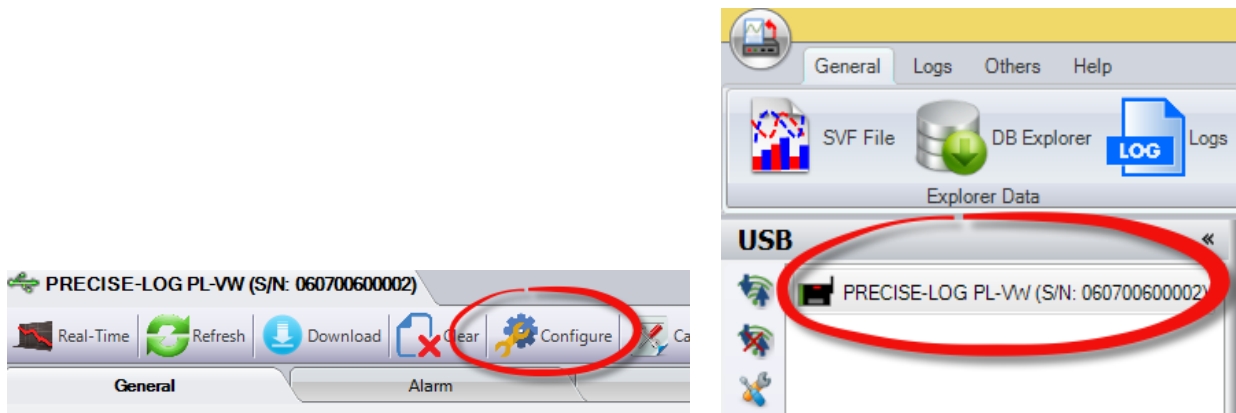 PRECISE-LOG PL-VW (S/N: 060700600002)
Real-Time Refresh Download Clear Configure Ca
General Alarm
General Logs Others Help
SVF File DB Explorer LOG Logs
Explorer Data
USB «
PRECISE-LOG PL-VW (S/N: 060700600002)